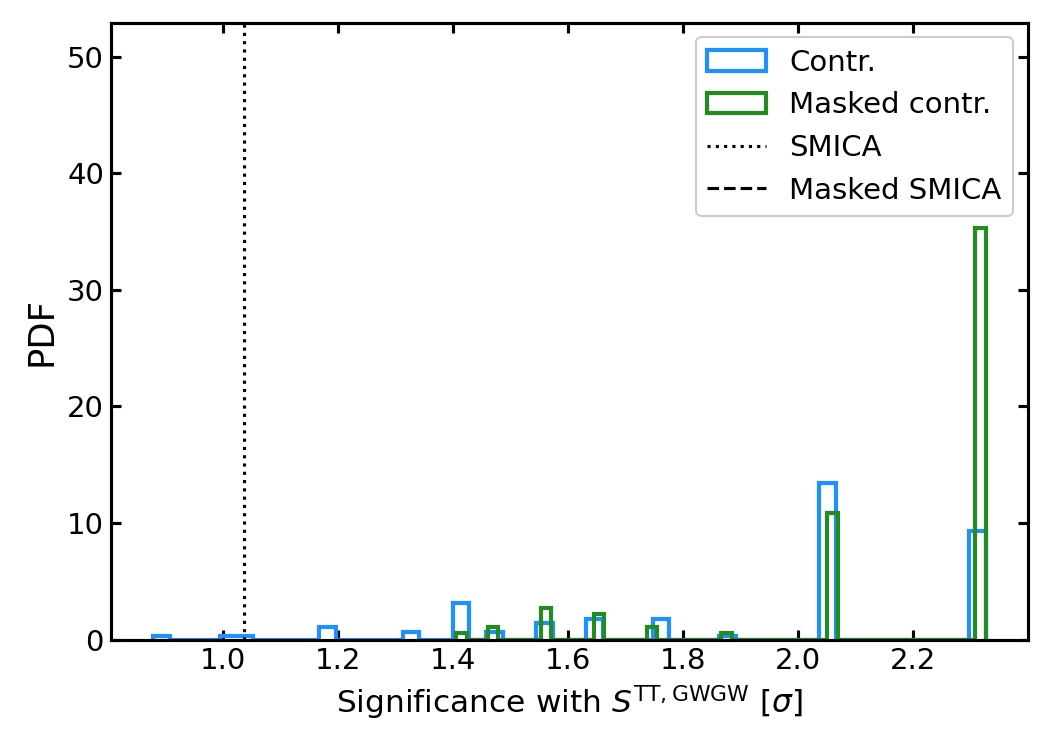 50
40
30
20
10
0
PDF
Contr.
Masked contr.
SMICA
Masked SMICA
1.0 1.2 1.4 1.6 1.8 2.0 2.2
Significance with S^TT, GWGW [σ]